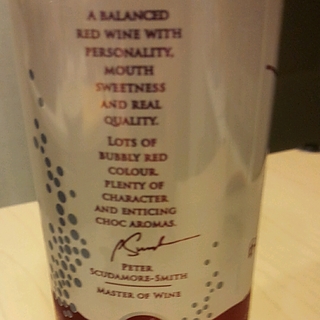 A BALANCED
RED WINE WITH
PERSONALITY,
MOUTH
SWEETNESS
AND REAL
QUALITY.
LOTS OF
BUBBLY RED
COLOUR,
PLENTY OF
CHARACTER
AND ENTICING
CHOC AROMAS.
PETER
SCUDAMORE-SMITH
MASTER OF WINE